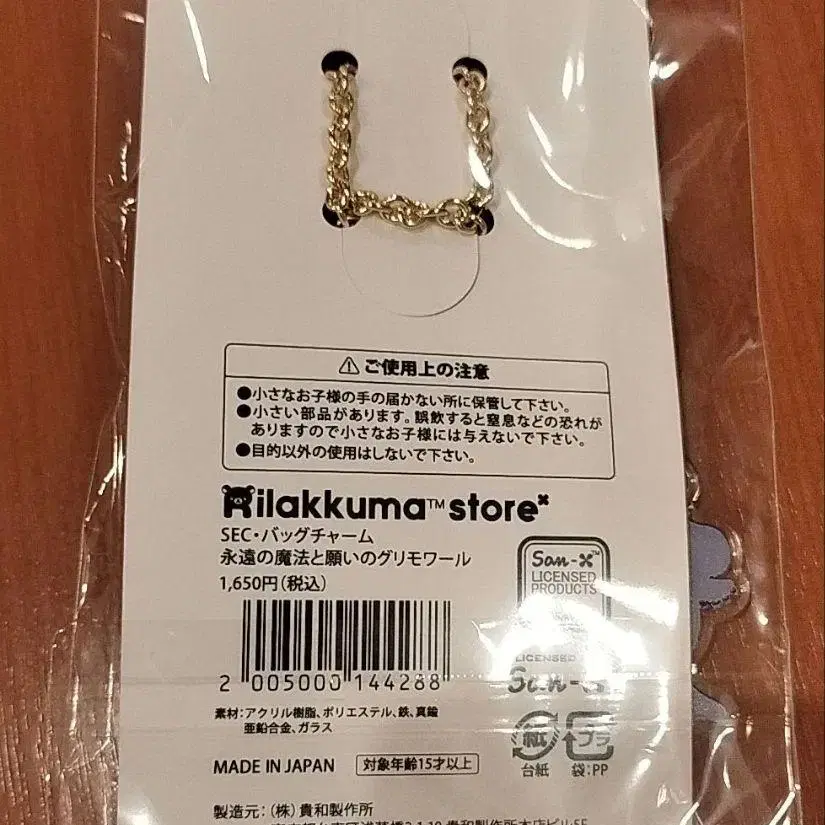 ⚠ご使用上の注意
●小さなお子様の手の届かない所に保管して下さい。
●小さい部品があります。誤飲すると窒息などの恐れが
ありますので小さなお子様には与えないで下さい。
●目的以外の使用はしないで下さい。
Rilakkuma™ store
SEC・バッグチャーム
永遠の魔法と願いのグリモワール
1,650円(税込)
San-X™
LICENSED
PRODUCTS
2 005000 144288
LICENSED
San-X
素材:アクリル樹脂、ポリエステル、鉄、真鍮
亜鉛合金、ガラス
紙
プラ
台紙
袋:PP
MADE IN JAPAN
対象年齢15才以上
製造元:(株)貴和製作所